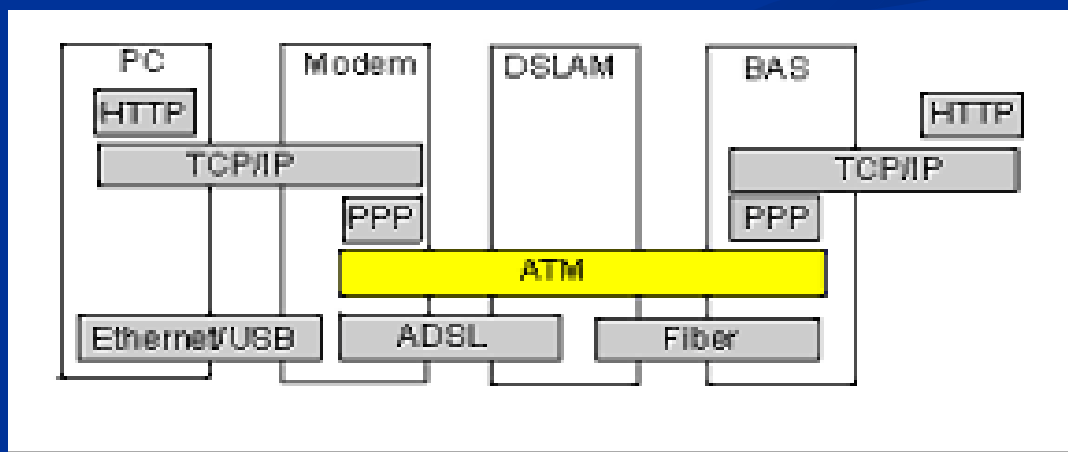 PC
Modem
DSLAM
BAS
HTTP
HTTP
TCP/IP
TCP/IP
PPP
PPP
ATM
Ethernet/USB
ADSL
Fiber